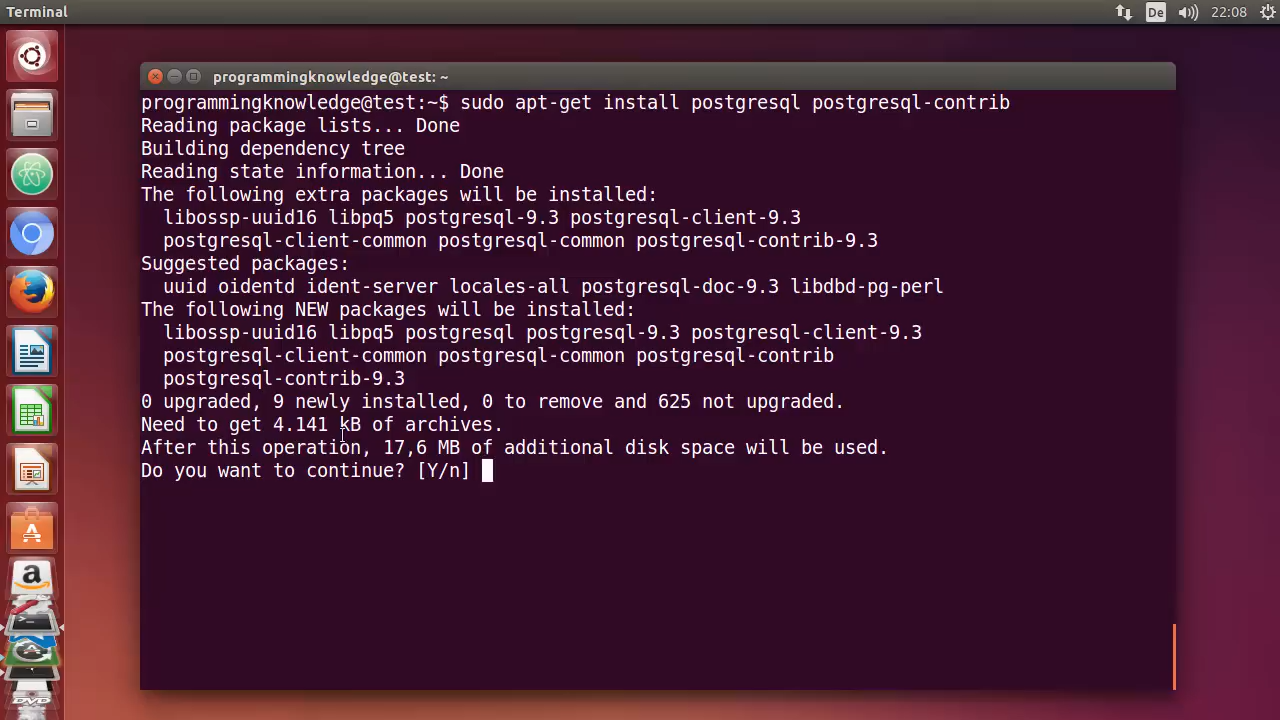 Terminal
De
22:08
programmingknowledge@test: ~
programmingknowledge@test:~$ sudo apt-get install postgresql postgresql-contrib
Reading package lists... Done
Building dependency tree
Reading state information... Done
The following extra packages will be installed:
  libossp-uuid16 libpq5 postgresql-9.3 postgresql-client-9.3
  postgresql-client-common postgresql-common postgresql-contrib-9.3
Suggested packages:
  uuid oidentd ident-server locales-all postgresql-doc-9.3 libdbd-pg-perl
The following NEW packages will be installed:
  libossp-uuid16 libpq5 postgresql postgresql-9.3 postgresql-client-9.3
  postgresql-client-common postgresql-common postgresql-contrib
  postgresql-contrib-9.3
0 upgraded, 9 newly installed, 0 to remove and 625 not upgraded.
Need to get 4.141 kB of archives.
After this operation, 17,6 MB of additional disk space will be used.
Do you want to continue? [Y/n]
DVD